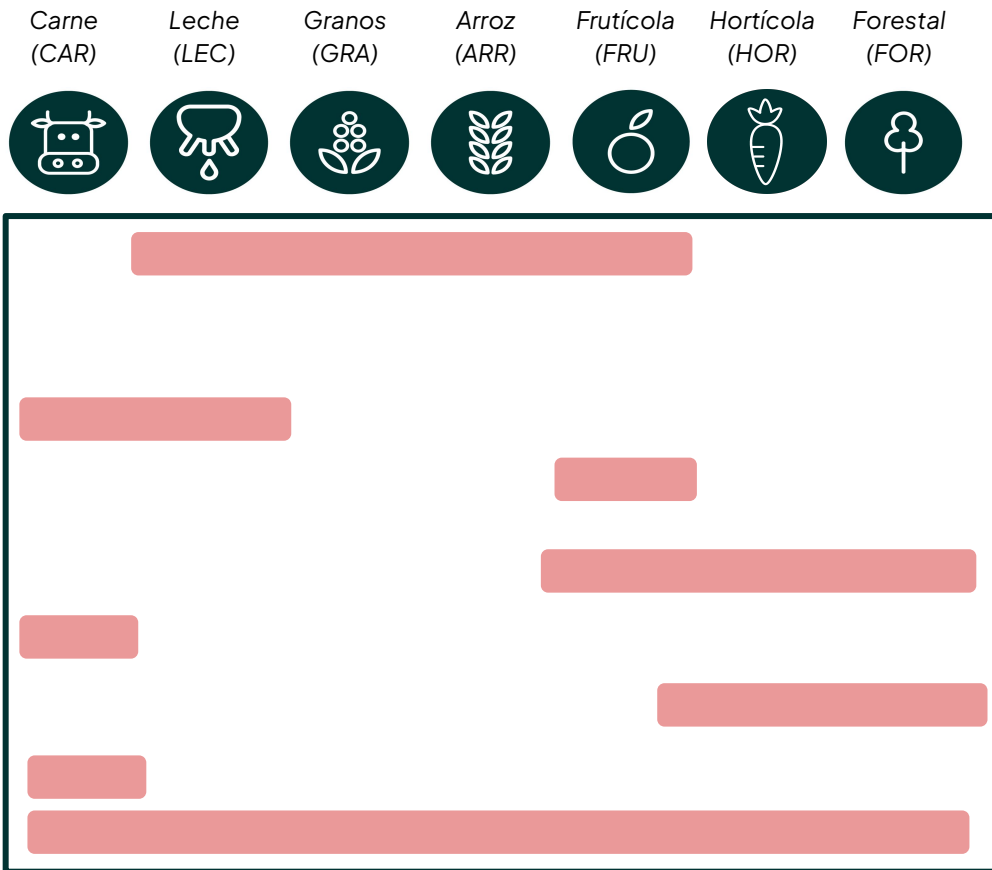 Carne
(CAR)
Leche
(LEC)
Granos
(GRA)
Arroz
(ARR)
Frutícola
(FRU)
Hortícola
(HOR)
Forestal
(FOR)